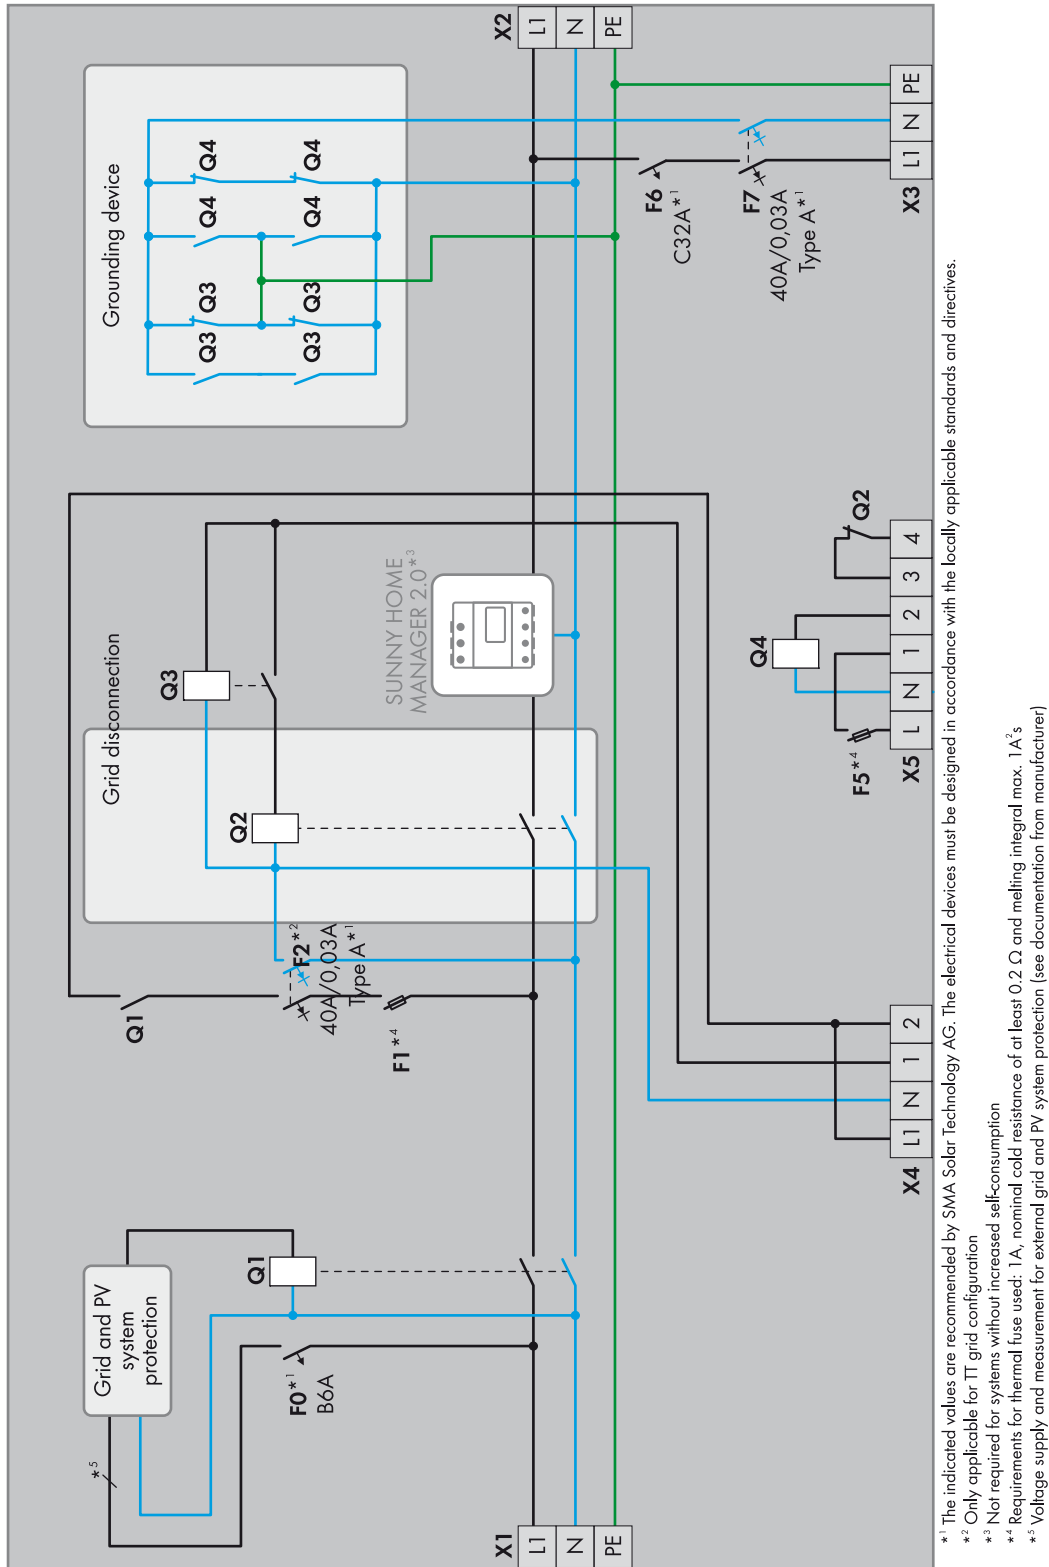 X1
L1
N
PE
Grid and PV
system
protection
*5
F0*1
B6A
Q1
Q1
F2*2
40A/0,03A
Type A*1
F1*4
Grid disconnection
Q2
Q3
SUNNY HOME
MANAGER 2.0*3
Grounding device
Q3
Q3
Q4
Q4
Q3
Q3
Q4
Q4
X2
L1
N
PE
F6
C32A*1
F7
40A/0,03A
Type A*1
X4
L1
N
1
2
F5*4
Q4
Q2
X5
L
N
1
2
3
4
X3
L1
N
PE
*1 The indicated values are recommended by SMA Solar Technology AG. The electrical devices must be designed in accordance with the locally applicable standards and directives.
*2 Only applicable for TT grid configuration
*3 Not required for systems without increased self-consumption
*4 Requirements for thermal fuse used: 1A, nominal cold resistance of at least 0.2 Ω and melting integral max. 1A²s
*5 Voltage supply and measurement for external grid and PV system protection (see documentation from manufacturer)